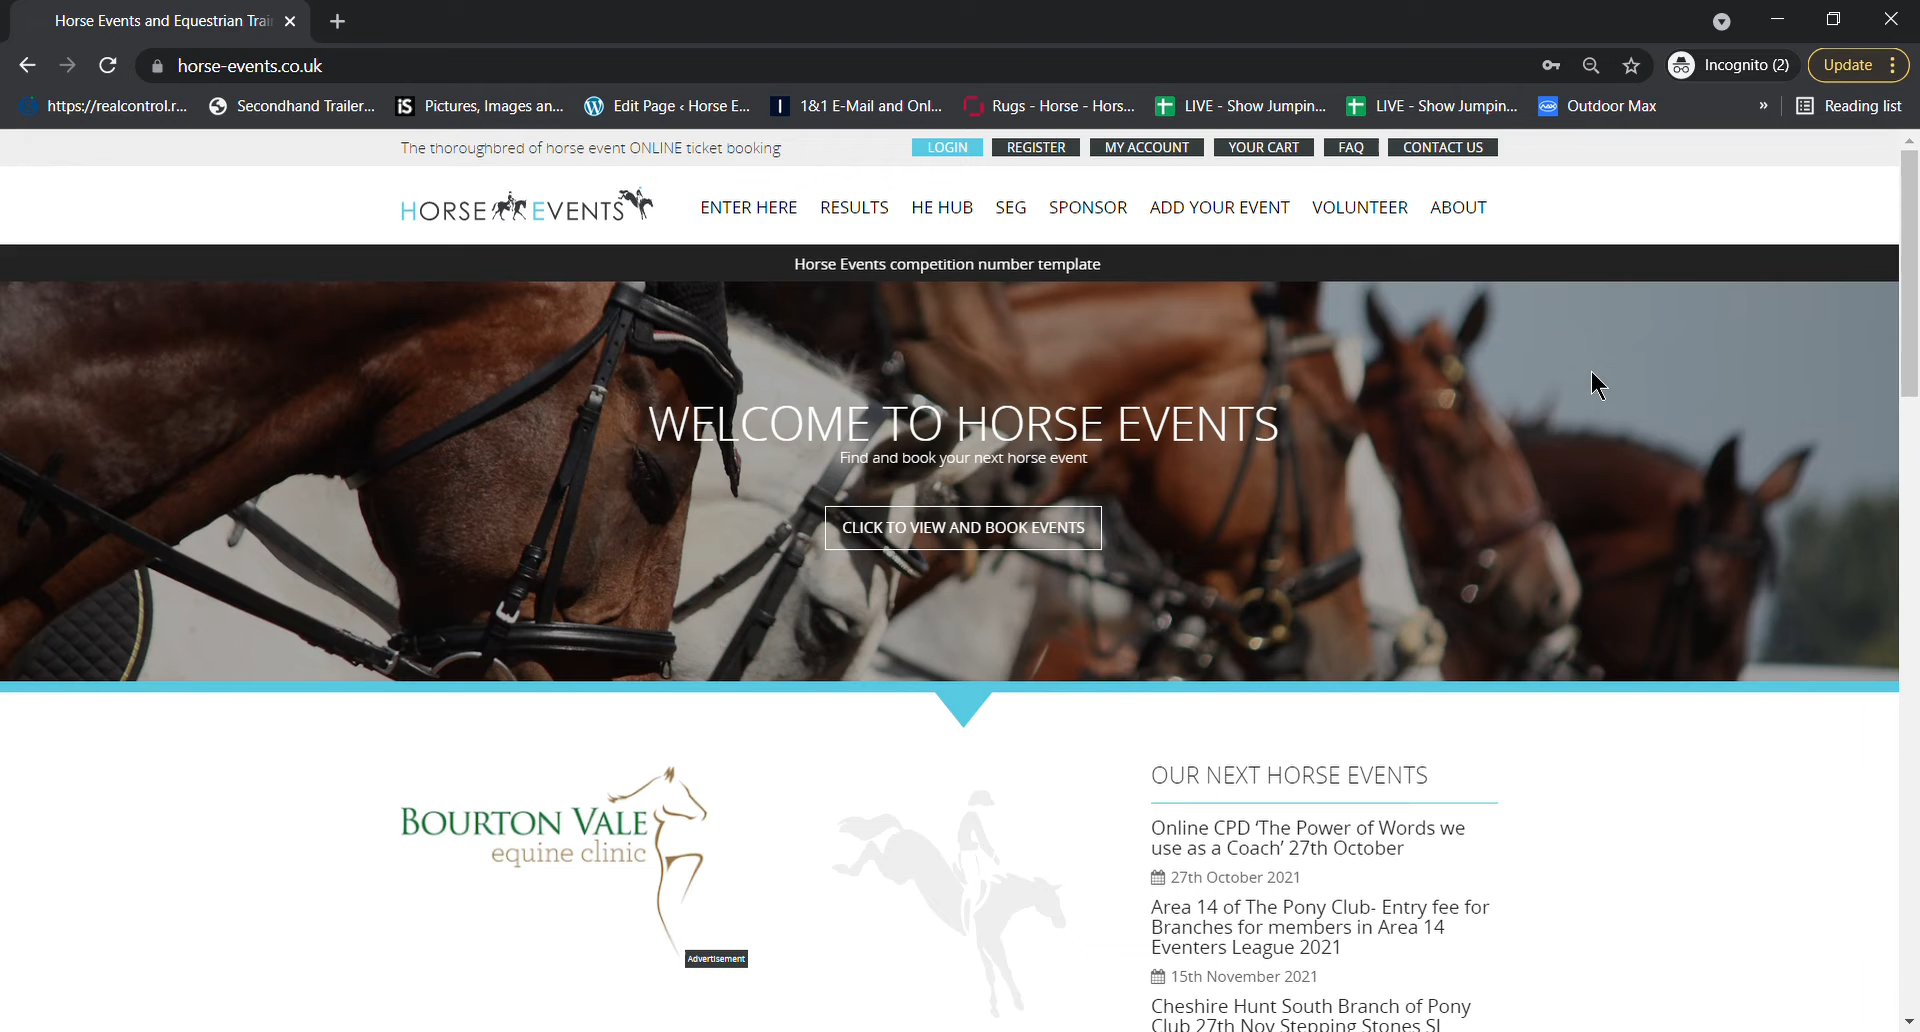 Horse Events and Equestrian Trai
horse-events.co.uk
Incognito (2)
Update
https://realcontrol.r...
Secondhand Trailer...
Pictures, Images an...
Edit Page ‹ Horse E...
1&1 E-Mail and Onl...
Rugs - Horse - Hors...
LIVE - Show Jumpin...
LIVE - Show Jumpin...
Outdoor Max
»
Reading list
The thoroughbred of horse event ONLINE ticket booking
LOGIN
REGISTER
MY ACCOUNT
YOUR CART
FAQ
CONTACT US
HORSE EVENTS
ENTER HERE
RESULTS
HE HUB
SEG
SPONSOR
ADD YOUR EVENT
VOLUNTEER
ABOUT
Horse Events competition number template
WELCOME TO HORSE EVENTS
Find and book your next horse event
CLICK TO VIEW AND BOOK EVENTS
BOURTON VALE
equine clinic
Advertisement
OUR NEXT HORSE EVENTS
Online CPD ‘The Power of Words we
use as a Coach’ 27th October
27th October 2021
Area 14 of The Pony Club- Entry fee for
Branches for members in Area 14
Eventers League 2021
15th November 2021
Cheshire Hunt South Branch of Pony
Club 27th Nov Stepping Stones SJ